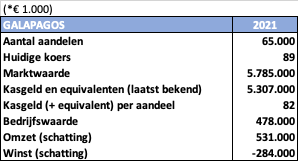 (*€ 1.000)
GALAPAGOS 2021
Aantal aandelen 65.000
Huidige koers 89
Marktwaarde 5.785.000
Kasgeld en equivalenten (laatst bekend) 5.307.000
Kasgeld (+ equivalent) per aandeel 82
Bedrijfswaarde 478.000
Omzet (schatting) 531.000
Winst (schatting) -284.000